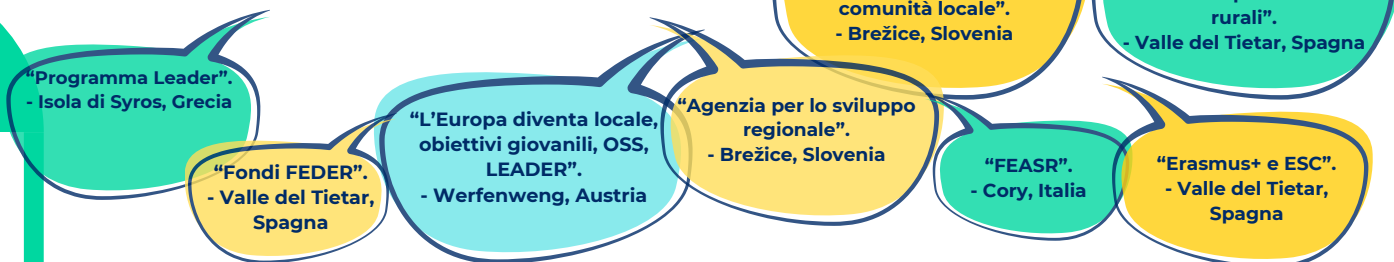 comunità locale”.
- Brežice, Slovenia
rurali”.
- Valle del Tietar, Spagna
“Programma Leader”.
- Isola di Syros, Grecia
“Fondi FEDER”.
- Valle del Tietar,
Spagna
“L’Europa diventa locale,
obiettivi giovanili, OSS,
LEADER”.
- Werfenweng, Austria
“Agenzia per lo sviluppo
regionale”.
- Brežice, Slovenia
“FEASR”.
- Cory, Italia
“Erasmus+ e ESC”.
- Valle del Tietar,
Spagna